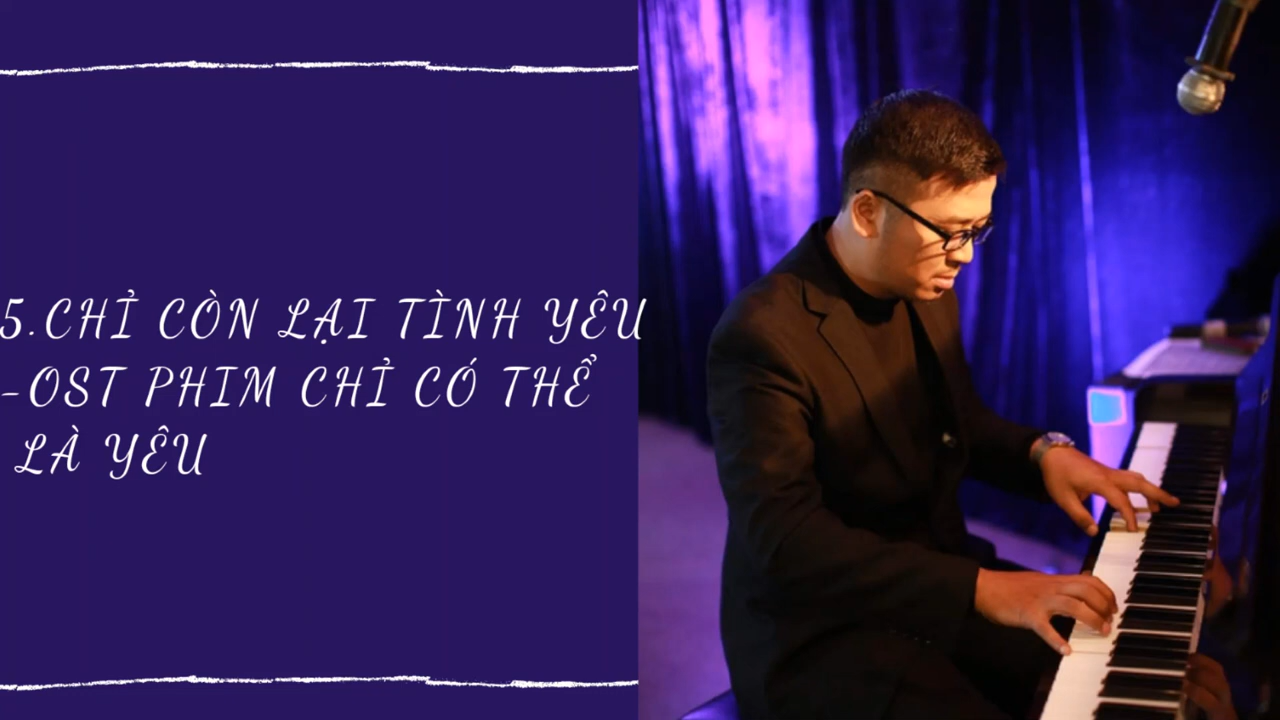 5.CHỈ CÒN LẠI TÌNH YÊU
-OST PHIM CHỈ CÓ THỂ
LÀ YÊU